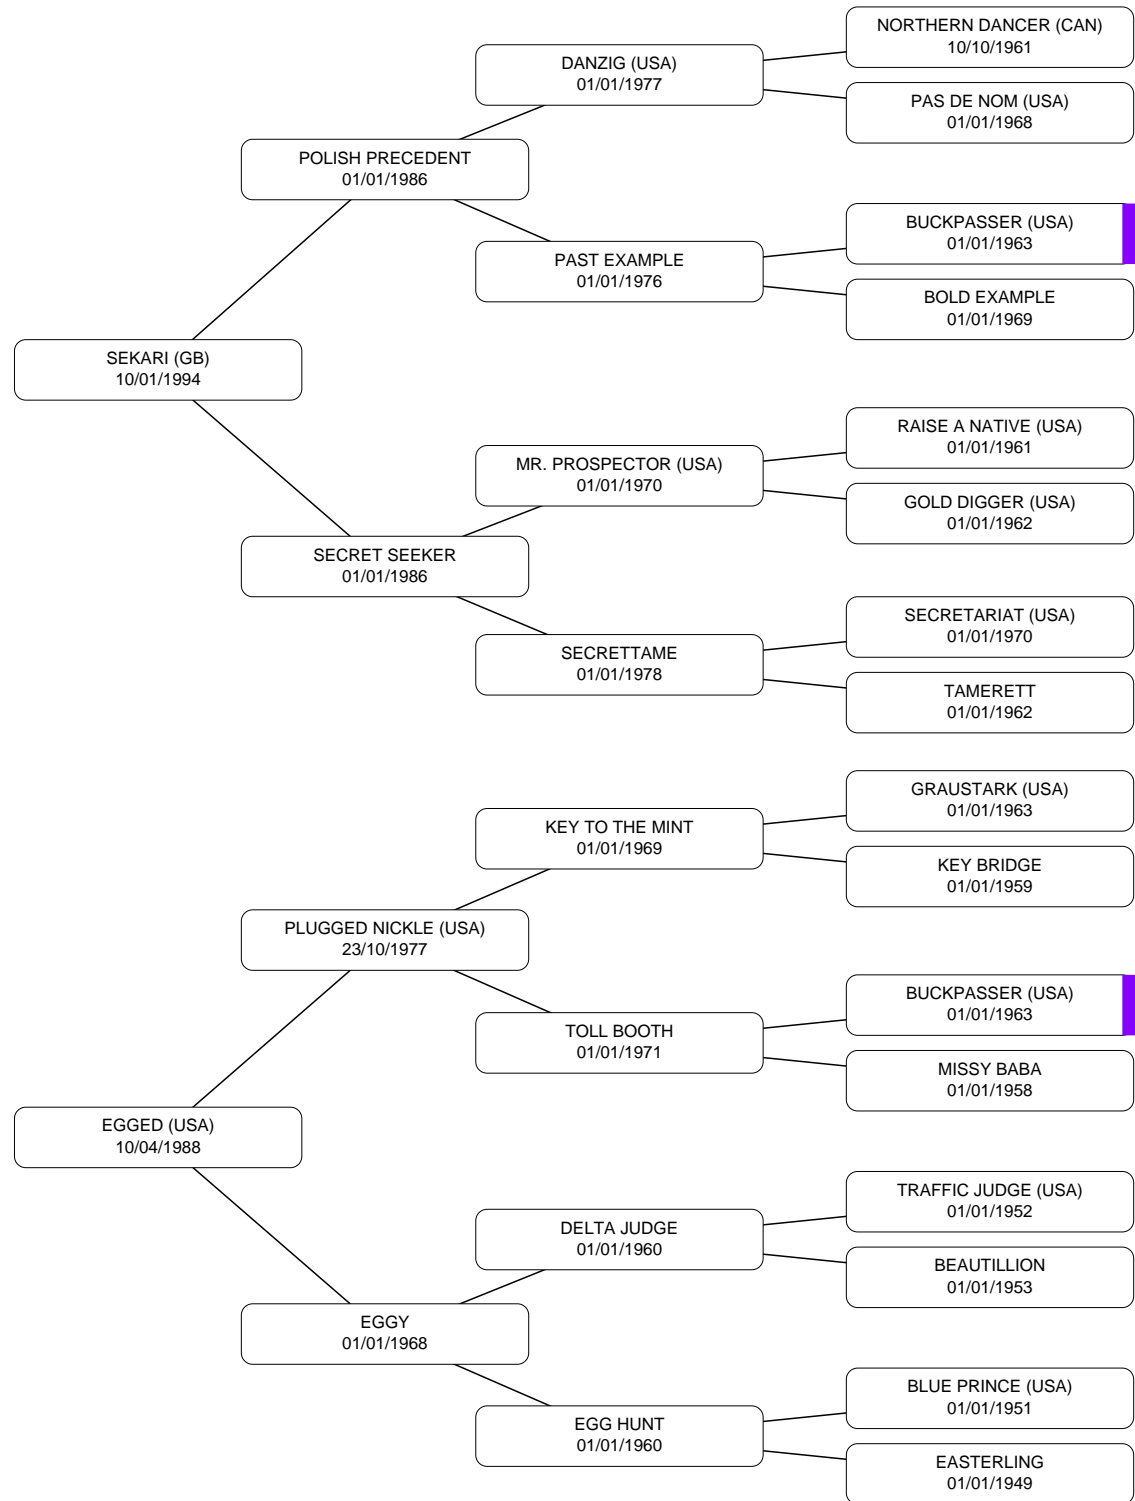 NORTHERN DANCER (CAN)
10/10/1961
DANZIG (USA)
01/01/1977
PAS DE NOM (USA)
01/01/1968
POLISH PRECEDENT
01/01/1986
BUCKPASSER (USA)
01/01/1963
PAST EXAMPLE
01/01/1976
BOLD EXAMPLE
01/01/1969
SEKARI (GB)
10/01/1994
RAISE A NATIVE (USA)
01/01/1961
MR. PROSPECTOR (USA)
01/01/1970
GOLD DIGGER (USA)
01/01/1962
SECRET SEEKER
01/01/1986
SECRETARIAT (USA)
01/01/1970
SECRETTAME
01/01/1978
TAMERETT
01/01/1962
GRAUSTARK (USA)
01/01/1963
KEY TO THE MINT
01/01/1969
KEY BRIDGE
01/01/1959
PLUGGED NICKLE (USA)
23/10/1977
BUCKPASSER (USA)
01/01/1963
TOLL BOOTH
01/01/1971
MISSY BABA
01/01/1958
EGGED (USA)
10/04/1988
TRAFFIC JUDGE (USA)
01/01/1952
DELTA JUDGE
01/01/1960
BEAUTILLION
01/01/1953
EGGY
01/01/1968
BLUE PRINCE (USA)
01/01/1951
EGG HUNT
01/01/1960
EASTERLING
01/01/1949